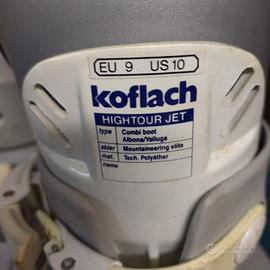 EU 9 US 10
koflach
HIGHTOUR JET
type Combi boot
Albona/Valluga
skier Mountaineering elite
mat. Tech. Polyäther
name